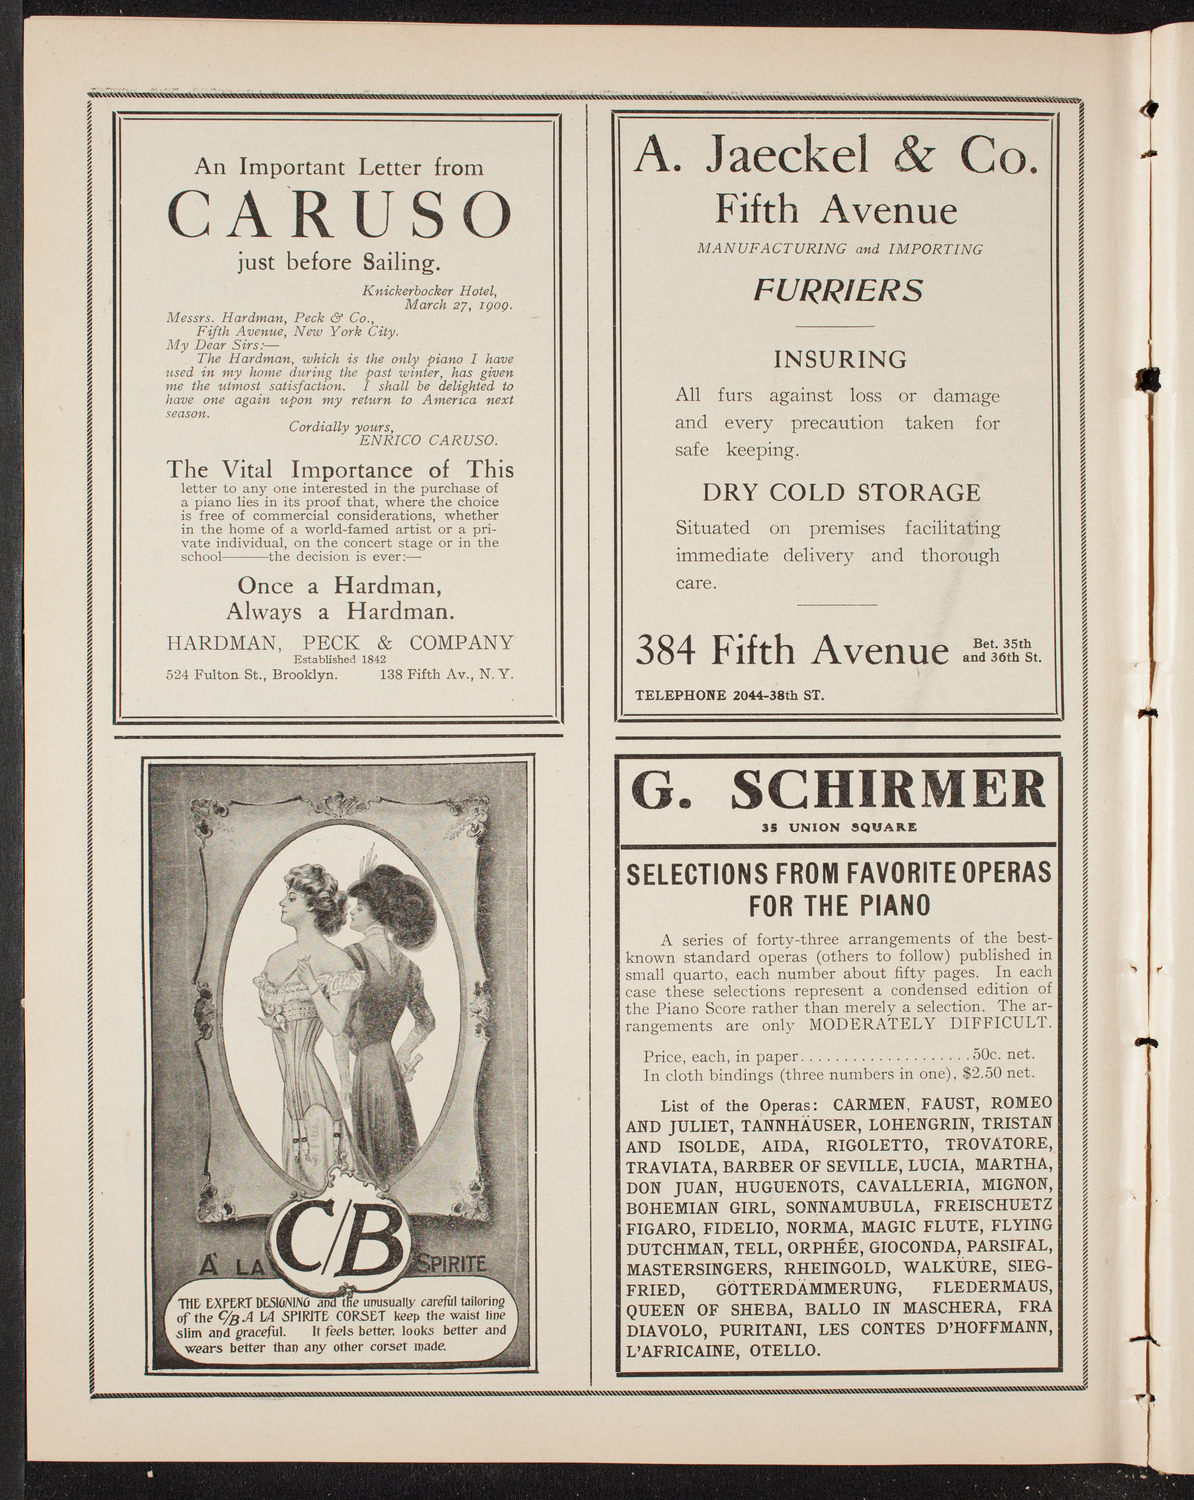 An Important Letter from
CARUSO
just before Sailing.
Knickerbocker Hotel,
March 27, 1909.
Messrs. Hardman, Peck & Co.,
Fifth Avenue, New York City.
My Dear Sirs:—
The Hardman, which is the only piano I have
used in my home during the past winter, has given
me the utmost satisfaction. I shall be delighted to
have one again upon my return to America next
season.
Cordially yours,
ENRICO CARUSO.
The Vital Importance of This
letter to any one interested in the purchase of
a piano lies in its proof that, where the choice
is free of commercial considerations, whether
in the home of a world-famed artist or a pri-
vate individual, on the concert stage or in the
school———the decision is ever:—
Once a Hardman,
Always a Hardman.
HARDMAN, PECK & COMPANY
Established 1842
524 Fulton St., Brooklyn. 138 Fifth Av., N. Y.
C/B
A LA SPIRITE
THE EXPERT DESIGNING and the unusually careful tailoring
of the C/B A LA SPIRITE CORSET keep the waist line
slim and graceful. It feels better, looks better and
wears better than any other corset made.
A. Jaeckel & Co.
Fifth Avenue
MANUFACTURING and IMPORTING
FURRIERS
INSURING
All furs against loss or damage
and every precaution taken for
safe keeping.
DRY COLD STORAGE
Situated on premises facilitating
immediate delivery and thorough
care.
384 Fifth Avenue Bet. 35th
and 36th St.
TELEPHONE 2044-38th ST.
G. SCHIRMER
35 UNION SQUARE
SELECTIONS FROM FAVORITE OPERAS
FOR THE PIANO
A series of forty-three arrangements of the best-
known standard operas (others to follow) published in
small quarto, each number about fifty pages. In each
case these selections represent a condensed edition of
the Piano Score rather than merely a selection. The ar-
rangements are only MODERATELY DIFFICULT.
Price, each, in paper....................50c. net.
In cloth bindings (three numbers in one), $2.50 net.
List of the Operas: CARMEN, FAUST, ROMEO
AND JULIET, TANNHÄUSER, LOHENGRIN, TRISTAN
AND ISOLDE, AIDA, RIGOLETTO, TROVATORE,
TRAVIATA, BARBER OF SEVILLE, LUCIA, MARTHA,
DON JUAN, HUGUENOTS, CAVALLERIA, MIGNON,
BOHEMIAN GIRL, SONNAMUBULA, FREISCHUETZ
FIGARO, FIDELIO, NORMA, MAGIC FLUTE, FLYING
DUTCHMAN, TELL, ORPHÉE, GIOCONDA, PARSIFAL,
MASTERSINGERS, RHEINGOLD, WALKÜRE, SIEG-
FRIED, GÖTTERDÄMMERUNG, FLEDERMAUS,
QUEEN OF SHEBA, BALLO IN MASCHERA, FRA
DIAVOLO, PURITANI, LES CONTES D'HOFFMANN,
L'AFRICAINE, OTELLO.